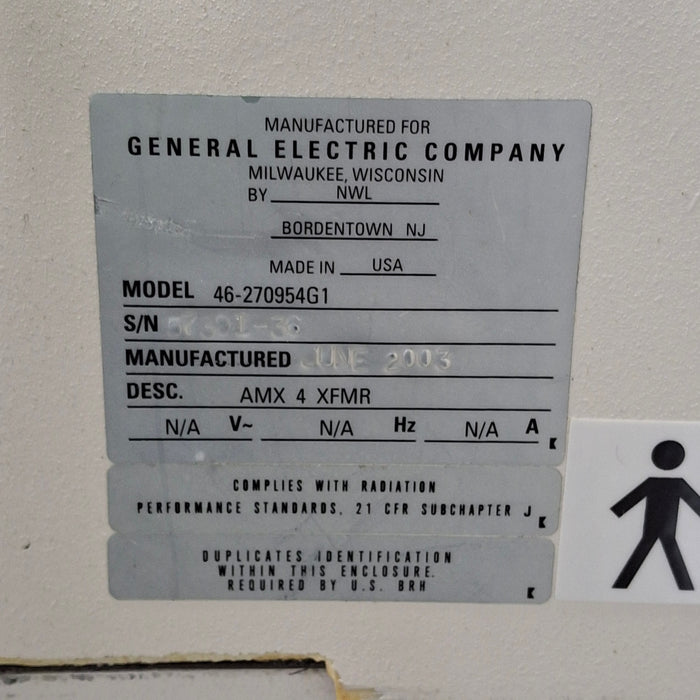 MANUFACTURED FOR
GENERAL ELECTRIC COMPANY
MILWAUKEE, WISCONSIN
BY NWL
BORDENTOWN NJ
MADE IN USA
MODEL 46-270954G1
S/N
MANUFACTURED JUNE 2003
DESC. AMX 4 XFMR
N/A V~ N/A Hz N/A A
COMPLIES WITH RADIATION
PERFORMANCE STANDARDS, 21 CFR SUBCHAPTER J
DUPLICATES IDENTIFICATION
WITHIN THIS ENCLOSURE.
REQUIRED BY U.S. BRH